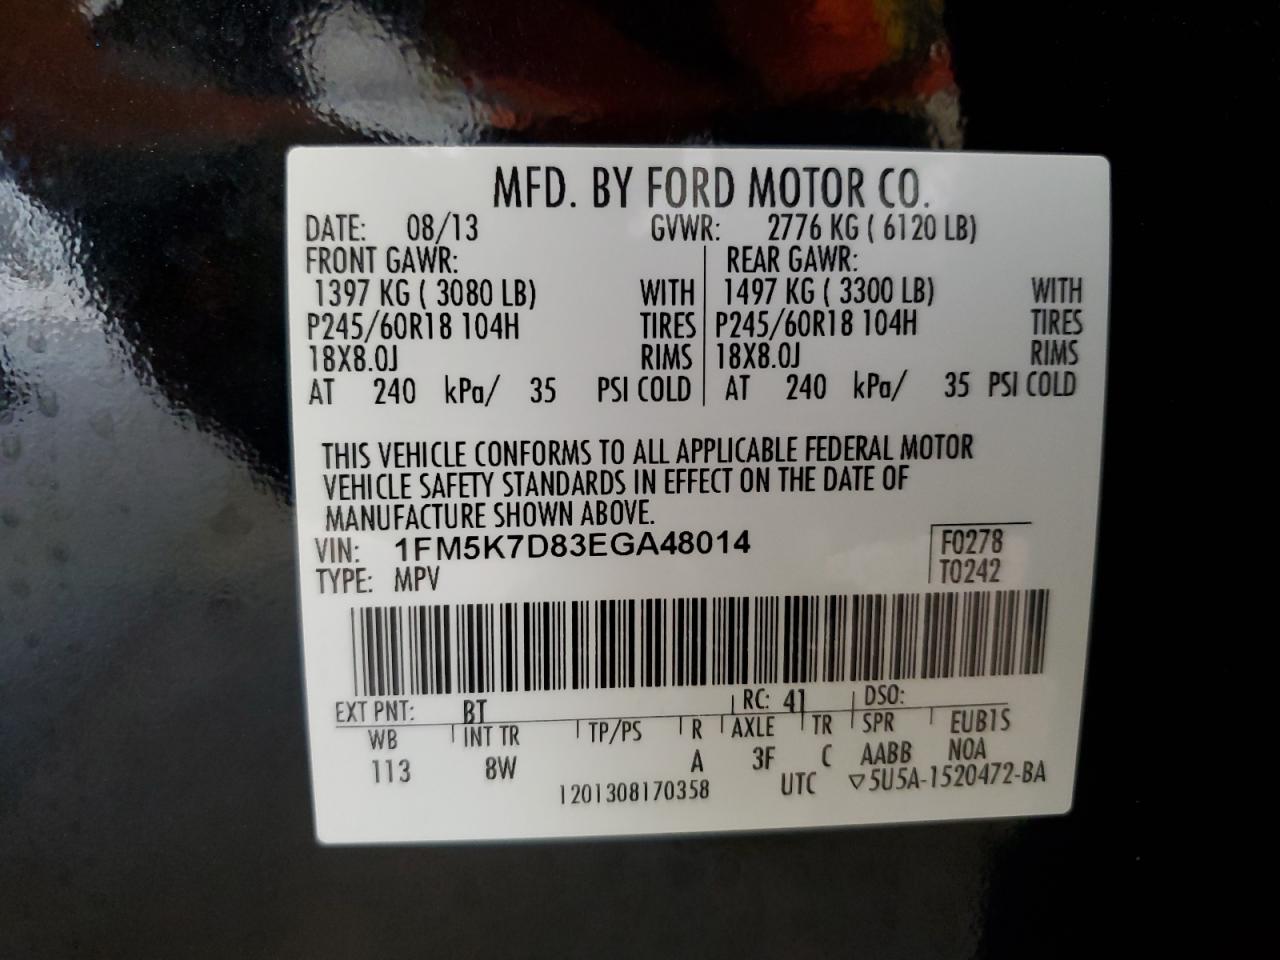 MFD. BY FORD MOTOR CO.
DATE: 08/13 GVWR: 2776 KG ( 6120 LB)
FRONT GAWR: REAR GAWR:
1397 KG ( 3080 LB) WITH 1497 KG ( 3300 LB) WITH
P245/60R18 104H TIRES P245/60R18 104H TIRES
18X8.0J RIMS 18X8.0J RIMS
AT 240 kPa/ 35 PSI COLD AT 240 kPa/ 35 PSI COLD
THIS VEHICLE CONFORMS TO ALL APPLICABLE FEDERAL MOTOR
VEHICLE SAFETY STANDARDS IN EFFECT ON THE DATE OF
MANUFACTURE SHOWN ABOVE.
VIN: 1FM5K7D83EGA48014 F0278
TYPE: MPV T0242
EXT PNT: BT RC: 41 DSO:
WB INT TR TP/PS R AXLE TR SPR EUB1S
113 8W A 3F C AABB NOA
1201308170358 UTC ▽5U5A-1520472-BA